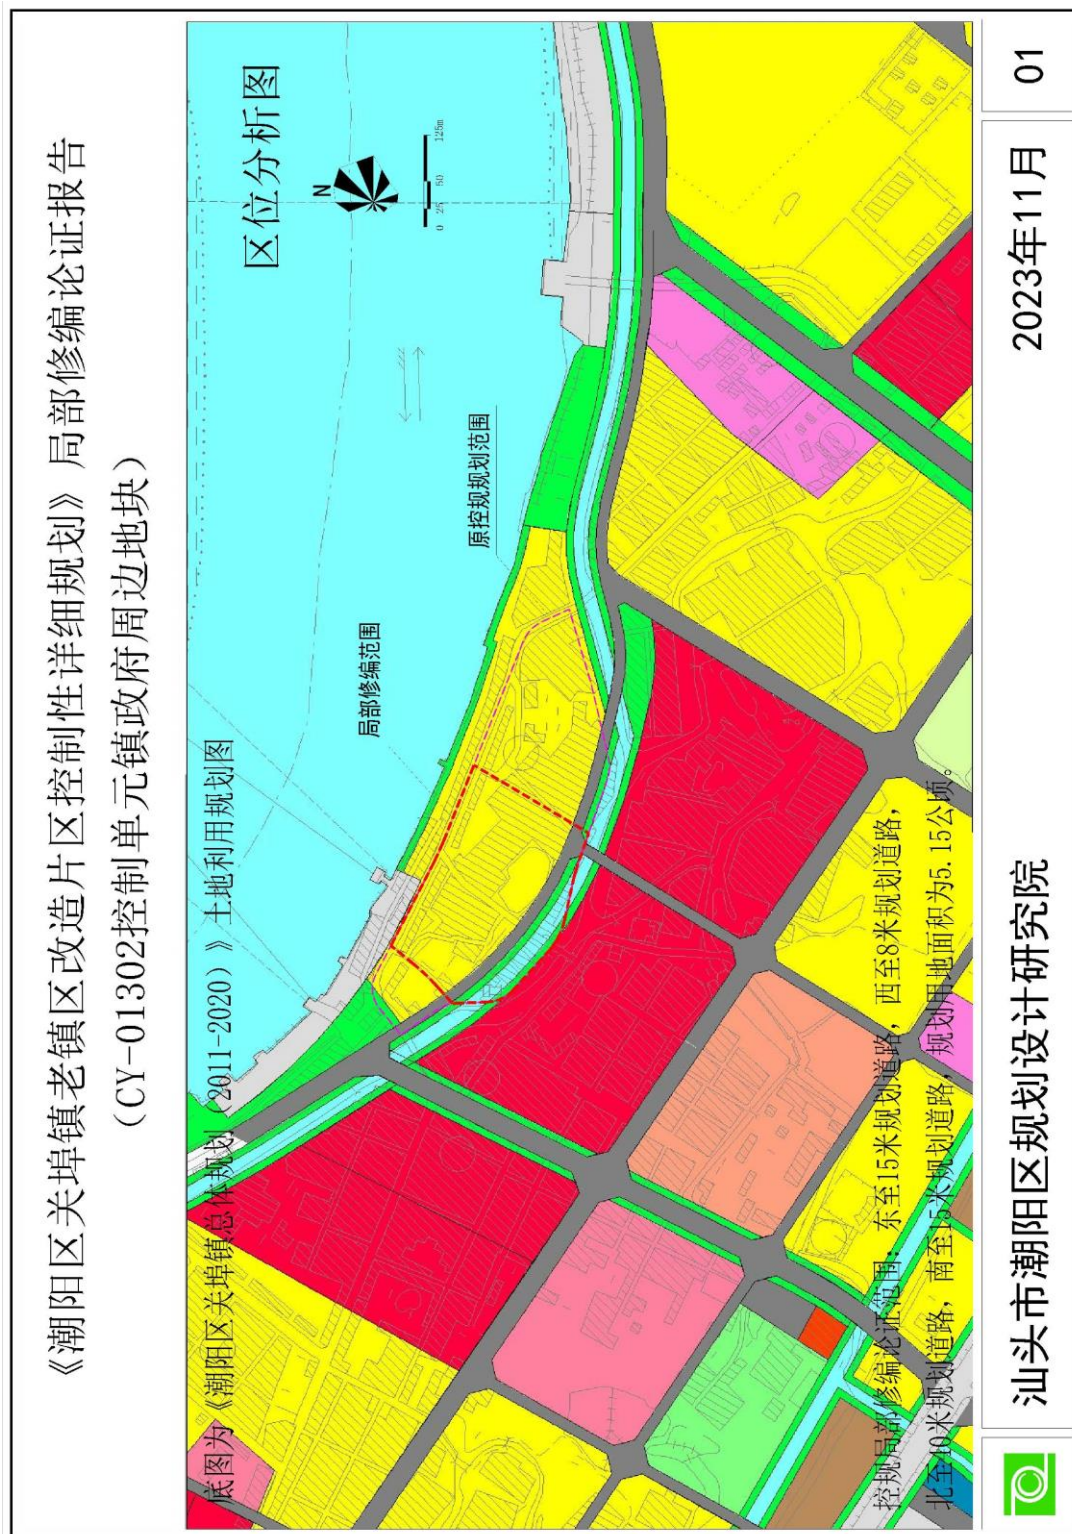 《潮阳区关埠镇老镇区改造片区控制性详细规划》局部修编论证报告
（CY-01302控制单元镇政府周边地块）
底图为《潮阳区关埠镇总体规划（2011-2020）》土地利用规划图
区位分析图
N
0 25 50 125m
原控规规划范围
局部修编范围
控规局部修编论证范围：东至15米规划道路，西至8米规划道路，
北至40米规划道路，南至15米规划道路，规划用地面积为5.15公顷。
汕头市潮阳区规划设计研究院
2023年11月
01